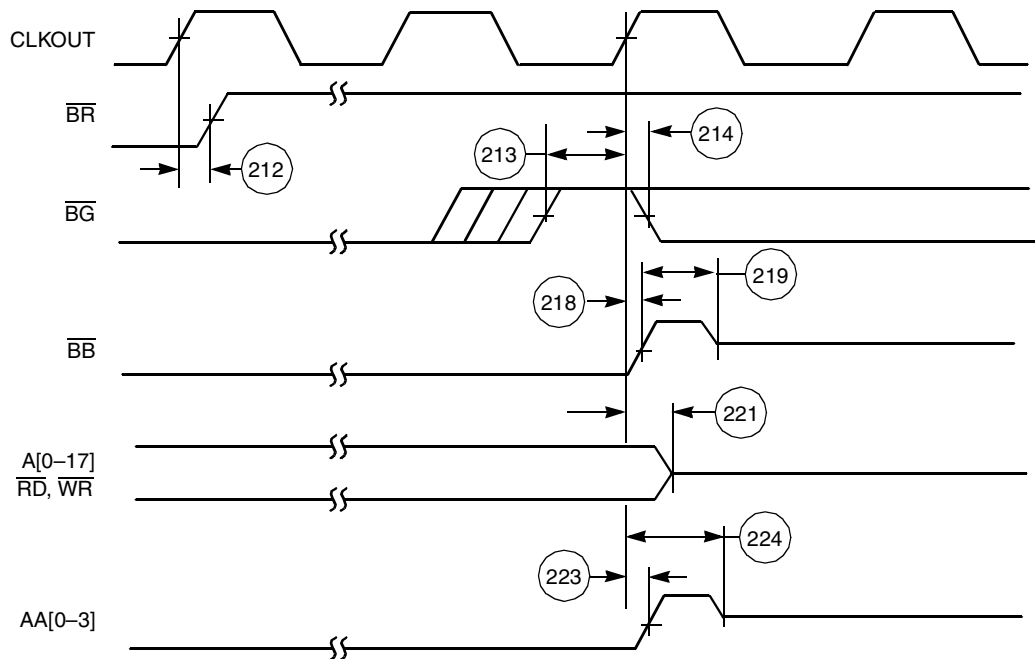 CLKOUT
BR
212
213
214
BG
218
219
BB
221
A[0–17]
RD, WR
224
223
AA[0–3]